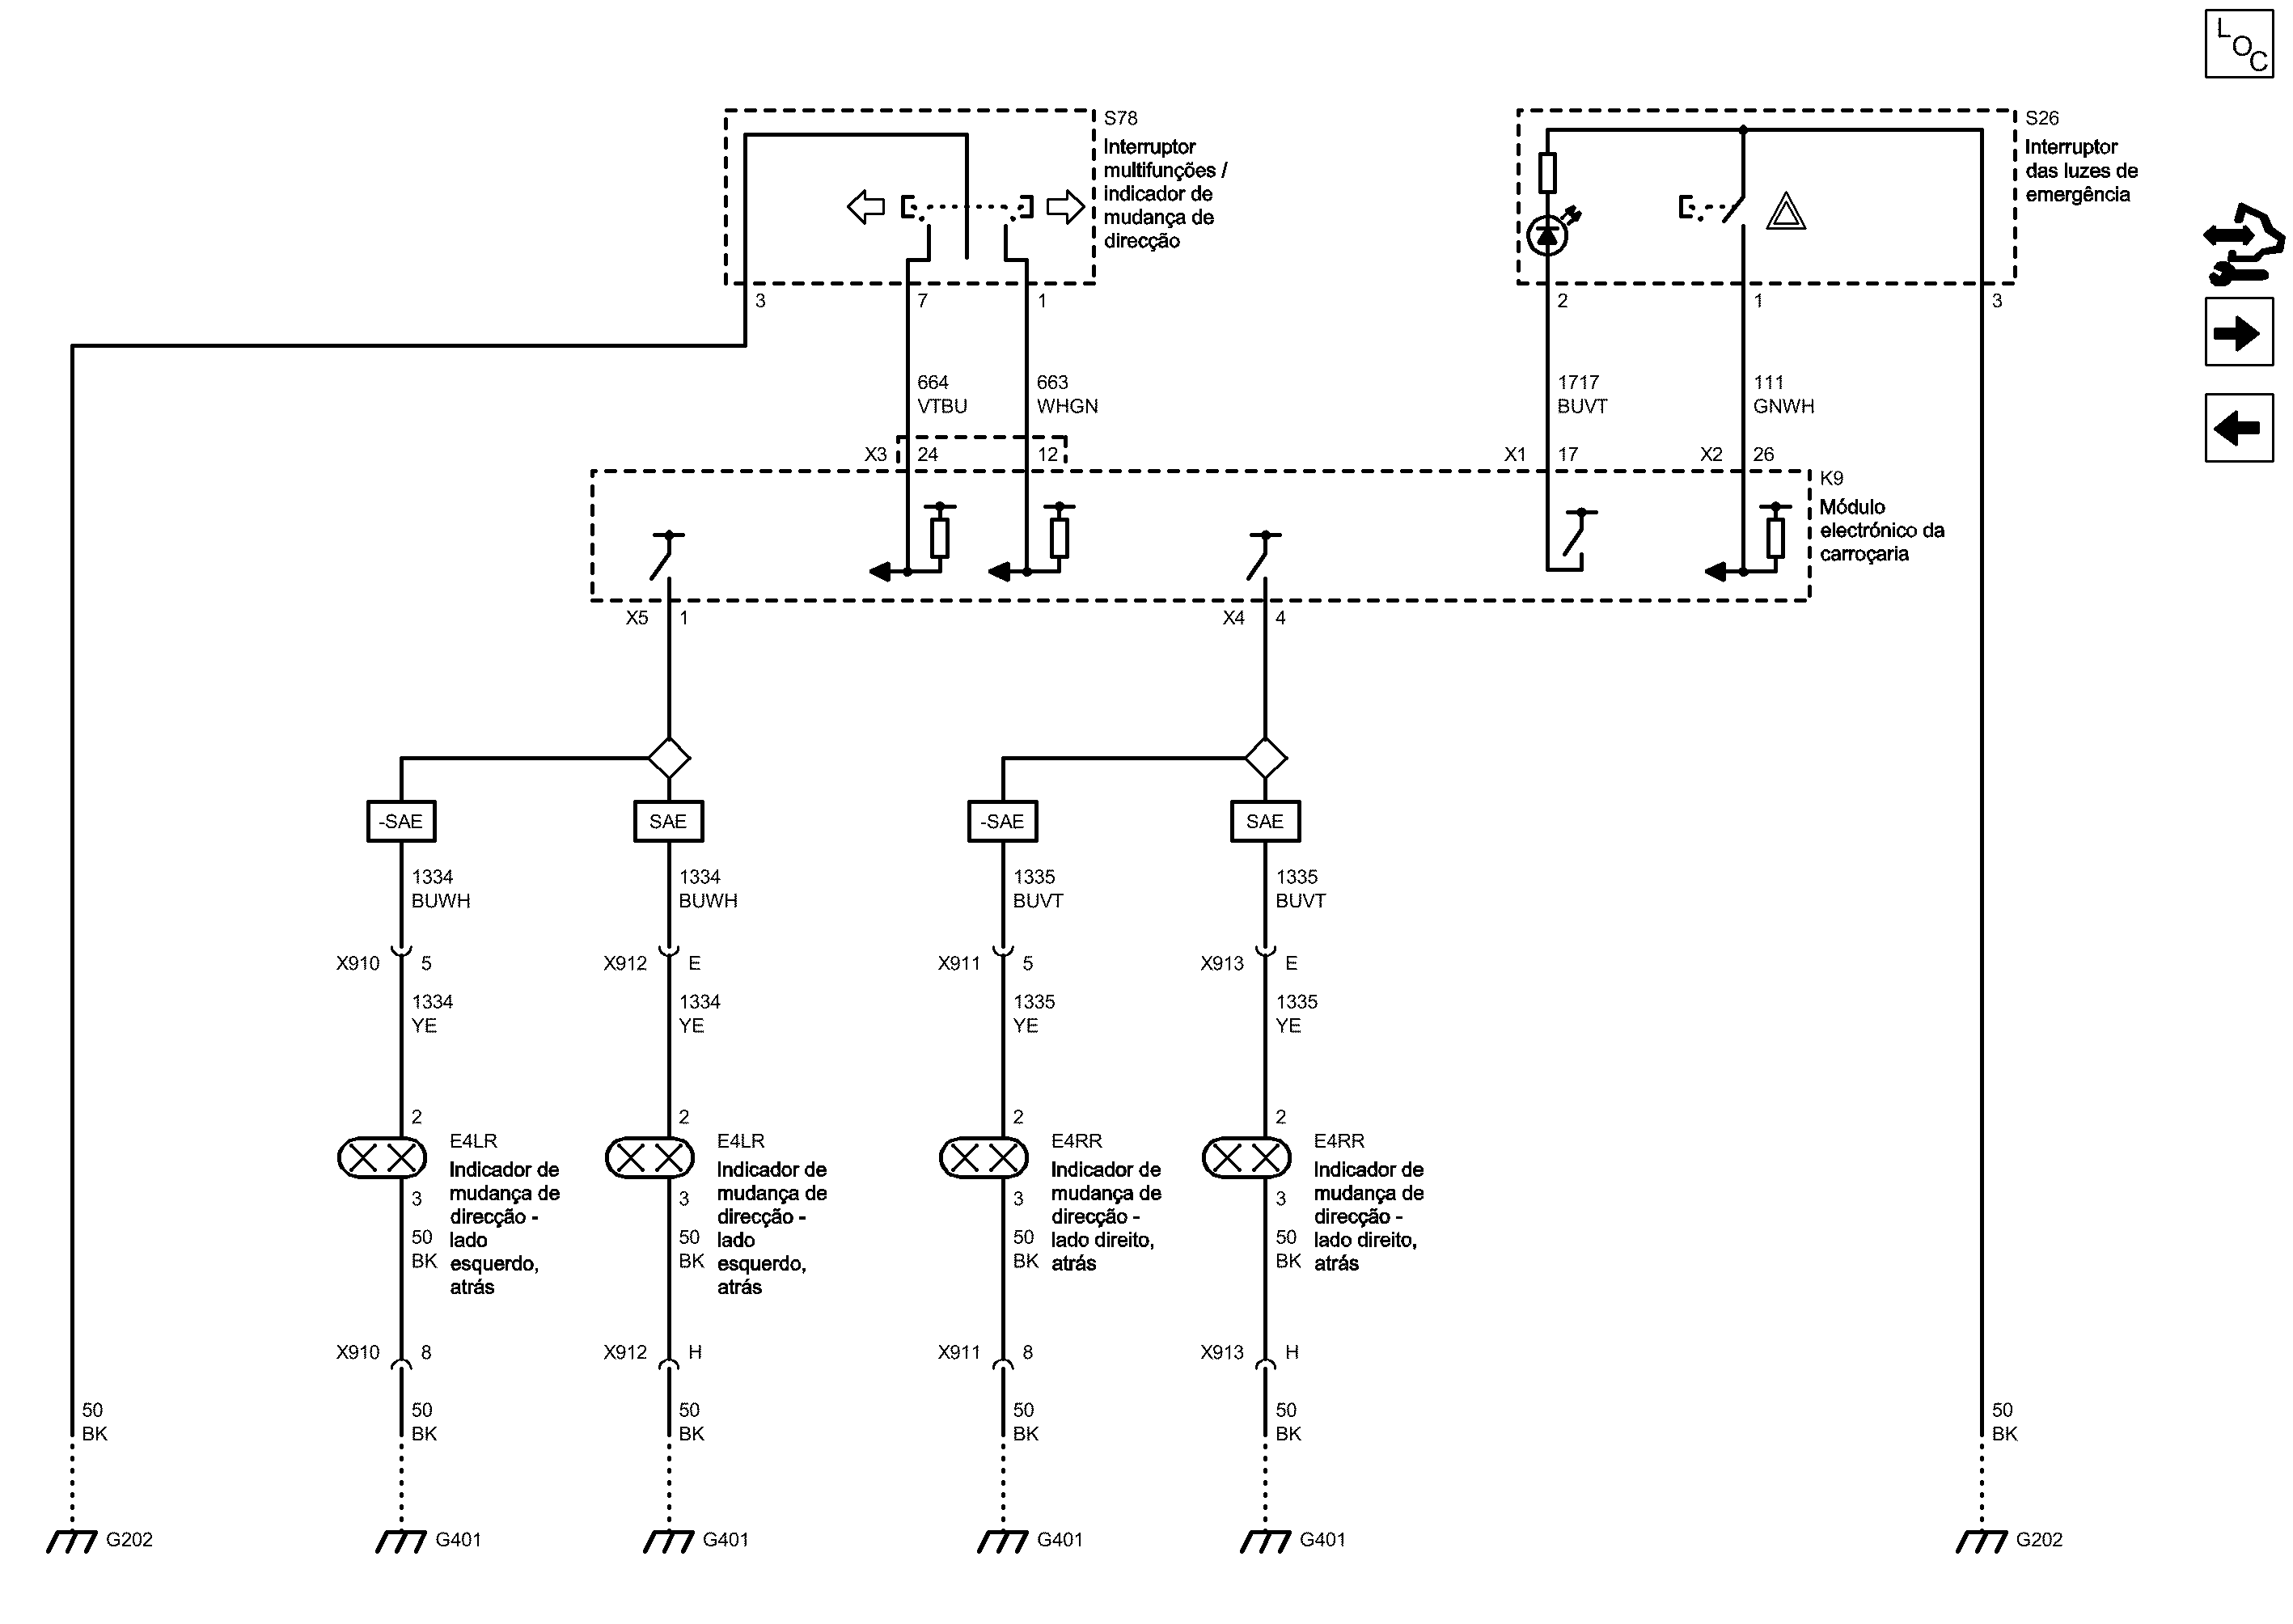 LOC
S78
Interruptor
multifunções /
indicador de
mudança de
direcção
S26
Interruptor
das luzes de
emergência
3
7
1
2
1
3
664
VTBU
663
WHGN
1717
BUVT
111
GNWH
X3
24
12
X1
17
X2
26
K9
Módulo
electrónico da
carroçaria
X5
1
X4
4
-SAE
SAE
-SAE
SAE
1334
BUWH
1334
BUWH
1335
BUVT
1335
BUVT
X910
5
X912
E
X911
5
X913
E
1334
YE
1334
YE
1335
YE
1335
YE
2
2
2
2
E4LR
Indicador de
mudança de
direcção -
lado
esquerdo,
atrás
E4LR
Indicador de
mudança de
direcção -
lado
esquerdo,
atrás
E4RR
Indicador de
mudança de
direcção -
lado direito,
atrás
E4RR
Indicador de
mudança de
direcção -
lado direito,
atrás
3
3
3
3
50
BK
50
BK
50
BK
50
BK
X910
8
X912
H
X911
8
X913
H
50
BK
50
BK
50
BK
50
BK
50
BK
50
BK
G202
G401
G401
G401
G401
G202